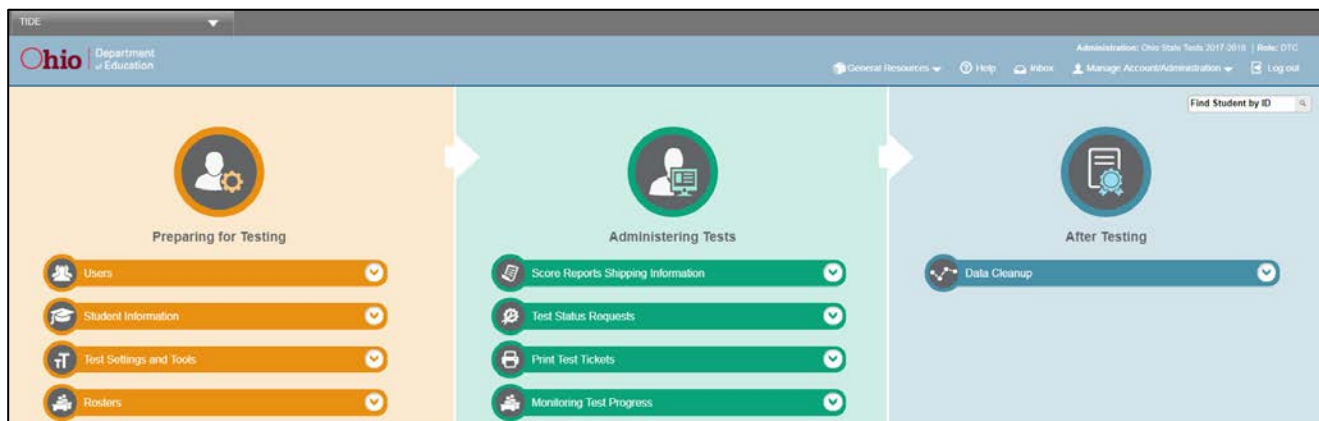 TIDE
Ohio Department of Education
Administration: Ohio State Tests 2017-2018 | Role: DTC
General Resources Help Inbox Manage Account/Administration Log out
Find Student by ID
Preparing for Testing
Users
Student Information
Test Settings and Tools
Rosters
Administering Tests
Score Reports Shipping Information
Test Status Requests
Print Test Tickets
Monitoring Test Progress
After Testing
Data Cleanup